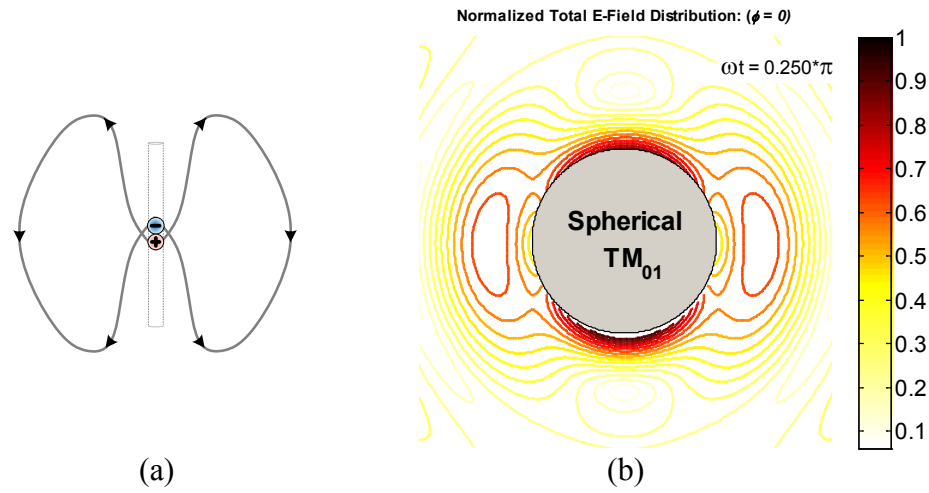 Normalized Total E-Field Distribution: (ϕ = 0)
ωt = 0.250*π
1
0.9
0.8
0.7
0.6
0.5
0.4
0.3
0.2
0.1
−
+
Spherical
TM₀₁
(a)
(b)